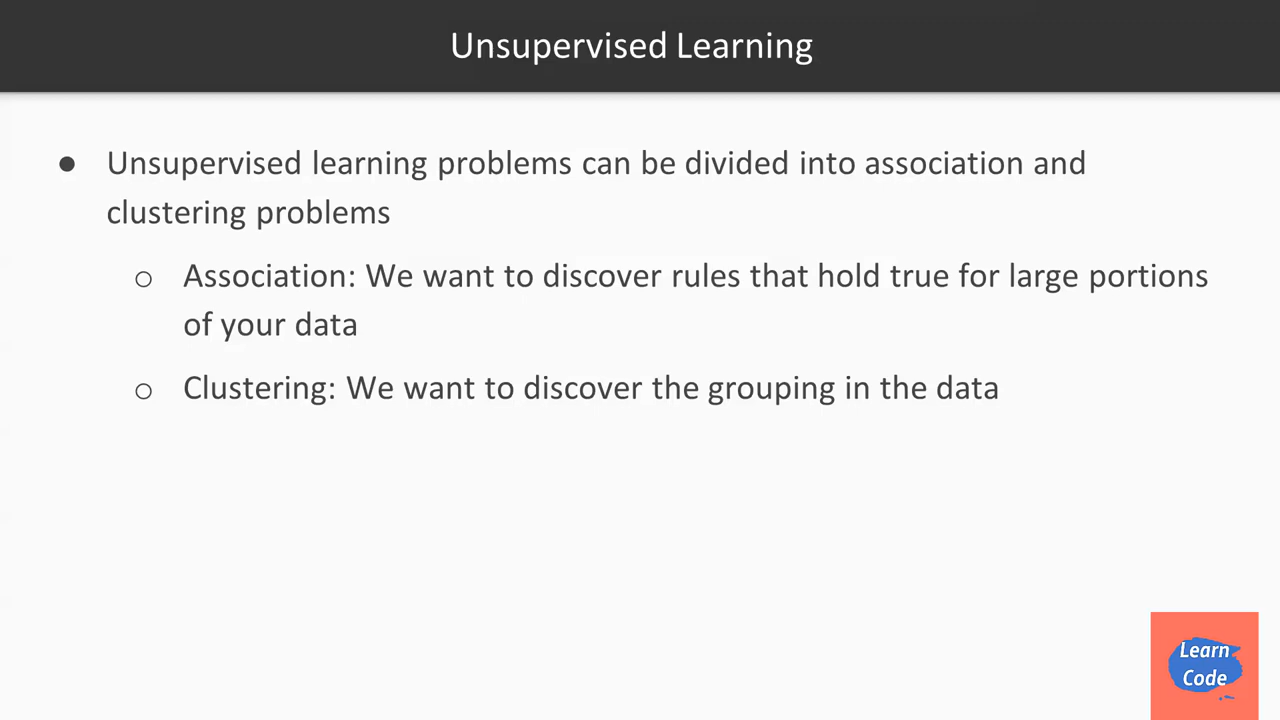 Unsupervised Learning
● Unsupervised learning problems can be divided into association and
clustering problems
○ Association: We want to discover rules that hold true for large portions
of your data
○ Clustering: We want to discover the grouping in the data
Learn
Code